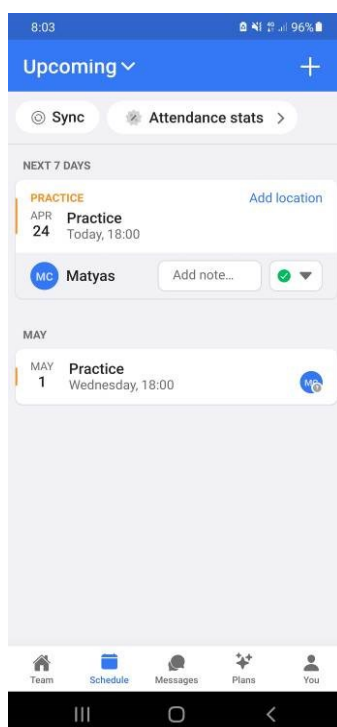 8:03 96%
Upcoming
Sync Attendance stats
NEXT 7 DAYS
PRACTICE Add location
APR Practice
24 Today, 18:00
MC Matyas Add note...
MAY
MAY Practice
1 Wednesday, 18:00
Team Schedule Messages Plans You